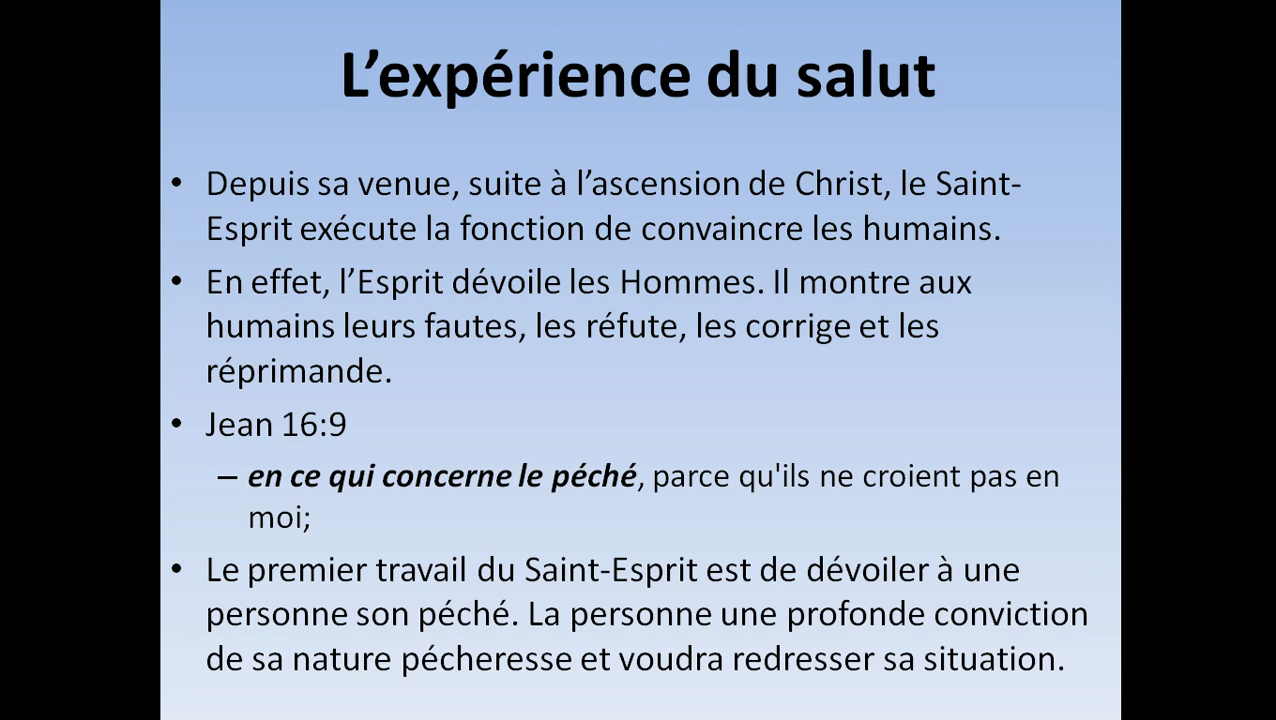 L’expérience du salut
• Depuis sa venue, suite à l’ascension de Christ, le Saint-
Esprit exécute la fonction de convaincre les humains.
• En effet, l’Esprit dévoile les Hommes. Il montre aux
humains leurs fautes, les réfute, les corrige et les
réprimande.
• Jean 16:9
– en ce qui concerne le péché, parce qu'ils ne croient pas en
moi;
• Le premier travail du Saint-Esprit est de dévoiler à une
personne son péché. La personne une profonde conviction
de sa nature pécheresse et voudra redresser sa situation.